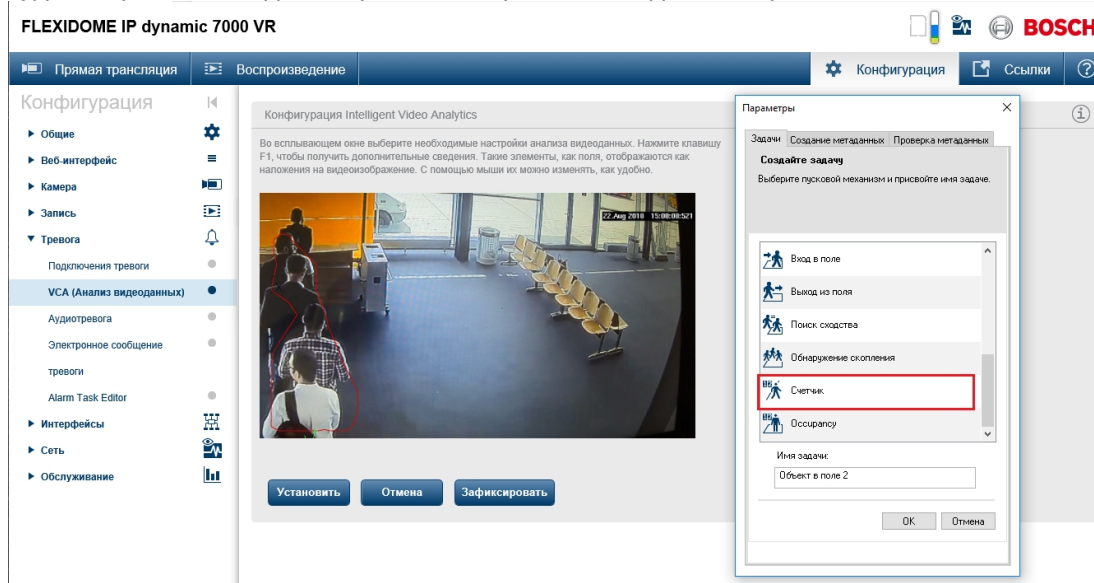 FLEXIDOME IP dynamic 7000 VR
BOSCH
Прямая трансляция
Воспроизведение
Конфигурация
Ссылки
Конфигурация
Общие
Веб-интерфейс
Камера
Запись
Тревога
Подключения тревоги
VCA (Анализ видеоданных)
Аудиотревога
Электронное сообщение
тревоги
Alarm Task Editor
Интерфейсы
Сеть
Обслуживание
Конфигурация Intelligent Video Analytics
Во всплывающем окне выберите необходимые настройки анализа видеоданных. Нажмите клавишу
F1, чтобы получить дополнительные сведения. Такие элементы, как поля, отображаются как
наложения на видеоизображение. С помощью мыши их можно изменять, как удобно.
22.Aug 2018 15:08:08:521
Установить
Отмена
Зафиксировать
Параметры
Задачи Создание метаданных Проверка метаданных
Создайте задачу
Выберите пусковой механизм и присвойте имя задаче.
Вход в поле
Выход из поля
Поиск сходства
Обнаружение скопления
Счетчик
Occupancy
Имя задачи:
Объект в поле 2
OK
Отмена